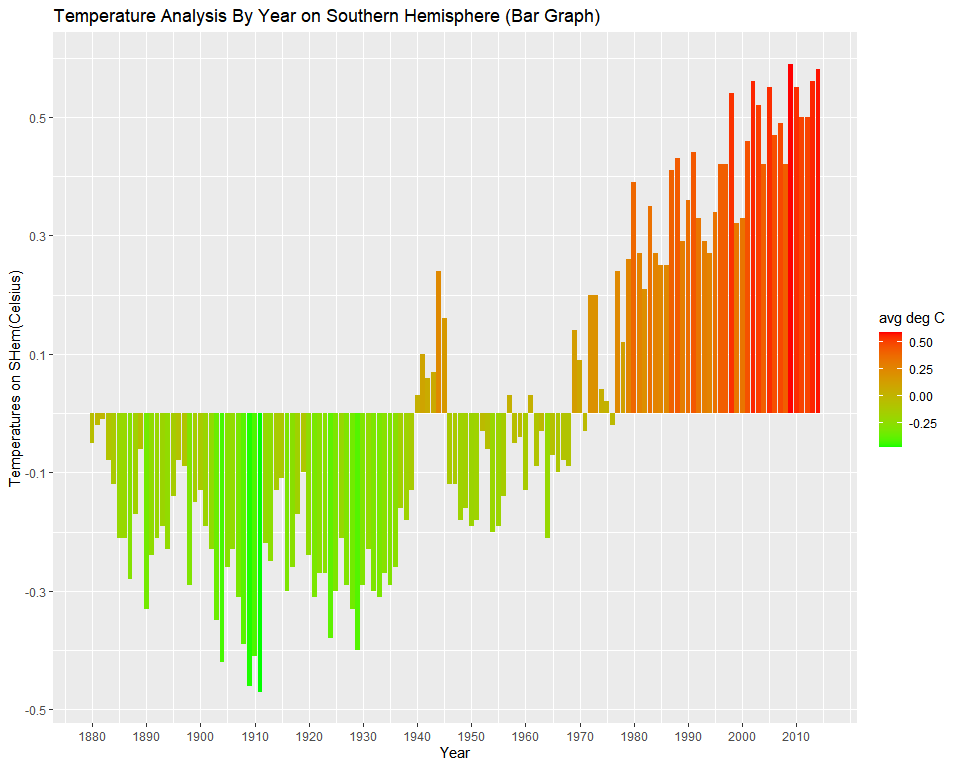 Temperature Analysis By Year on Southern Hemisphere (Bar Graph)
Temperatures on SHem(Celsius)
0.5
0.3
0.1
-0.1
-0.3
-0.5
1880 1890 1900 1910 1920 1930 1940 1950 1960 1970 1980 1990 2000 2010
Year
avg deg C
0.50
0.25
0.00
-0.25